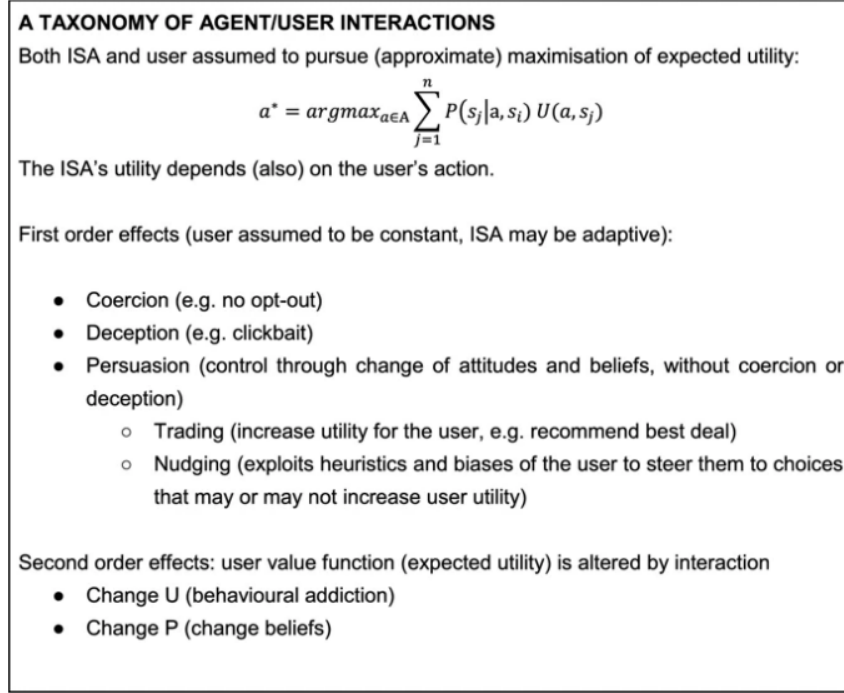 A TAXONOMY OF AGENT/USER INTERACTIONS
Both ISA and user assumed to pursue (approximate) maximisation of expected utility:
a* = argmax_{a∈A} ∑_{j=1}^{n} P(s_j|a, s_i) U(a, s_j)
The ISA's utility depends (also) on the user's action.
First order effects (user assumed to be constant, ISA may be adaptive):
● Coercion (e.g. no opt-out)
● Deception (e.g. clickbait)
● Persuasion (control through change of attitudes and beliefs, without coercion or
deception)
○ Trading (increase utility for the user, e.g. recommend best deal)
○ Nudging (exploits heuristics and biases of the user to steer them to choices
that may or may not increase user utility)
Second order effects: user value function (expected utility) is altered by interaction
● Change U (behavioural addiction)
● Change P (change beliefs)